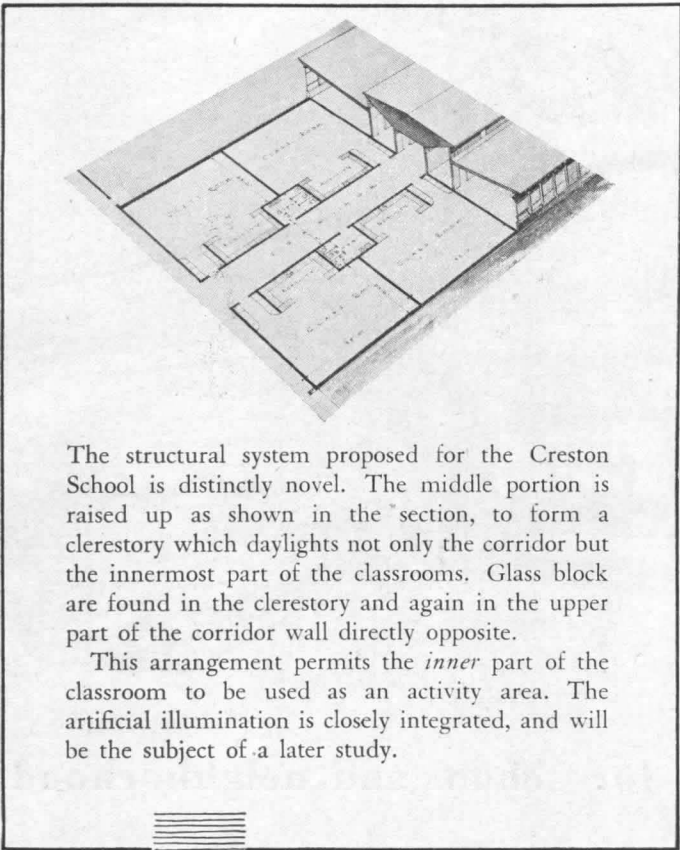 The structural system proposed for the Creston
School is distinctly novel. The middle portion is
raised up as shown in the section, to form a
clerestory which daylights not only the corridor but
the innermost part of the classrooms. Glass block
are found in the clerestory and again in the upper
part of the corridor wall directly opposite.
This arrangement permits the inner part of the
classroom to be used as an activity area. The
artificial illumination is closely integrated, and will
be the subject of a later study.